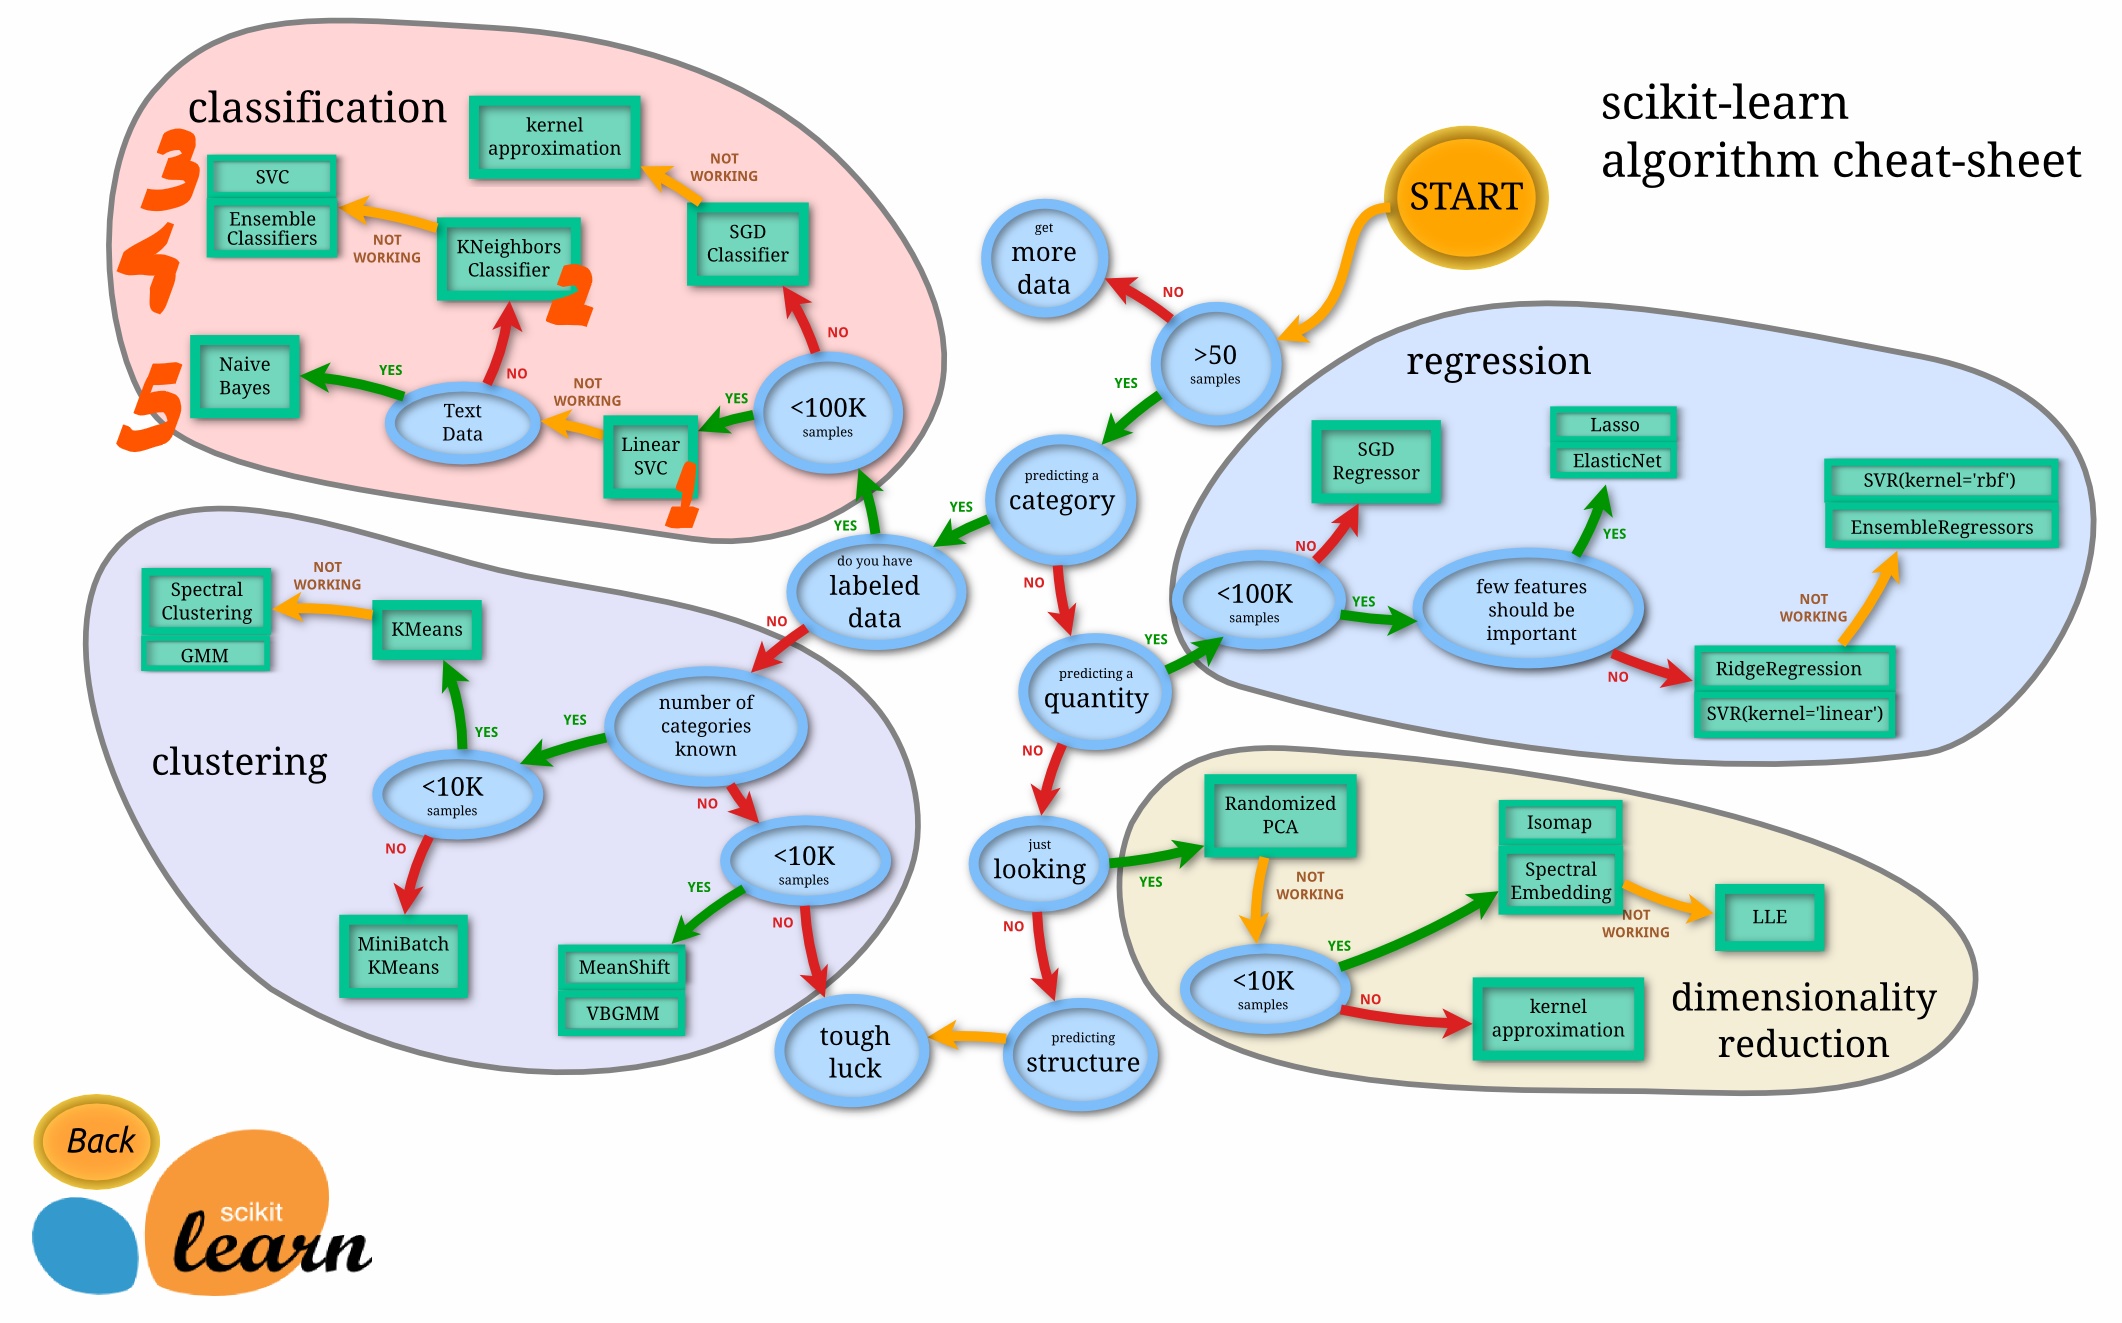 scikit-learn
algorithm cheat-sheet
START
classification
kernel
approximation
NOT
WORKING
3
SVC
Ensemble
Classifiers
4
NOT
WORKING
KNeighbors
Classifier
2
SGD
Classifier
NO
Naive
Bayes
5
YES
NO
Text
Data
NOT
WORKING
Linear
SVC
1
YES
<100K
samples
YES
get
more
data
NO
>50
samples
YES
predicting a
category
YES
NO
do you have
labeled
data
NO
predicting a
quantity
YES
NO
just
looking
YES
NO
predicting
structure
tough
luck
regression
SGD
Regressor
NO
<100K
samples
YES
Lasso
ElasticNet
YES
few features
should be
important
NO
SVR(kernel='rbf')
EnsembleRegressors
NOT
WORKING
RidgeRegression
SVR(kernel='linear')
clustering
Spectral
Clustering
GMM
NOT
WORKING
KMeans
YES
<10K
samples
NO
MiniBatch
KMeans
YES
number of
categories
known
NO
<10K
samples
YES
NO
MeanShift
VBGMM
dimensionality
reduction
Randomized
PCA
NOT
WORKING
<10K
samples
YES
NO
Isomap
Spectral
Embedding
NOT
WORKING
LLE
kernel
approximation
Back
scikit
learn